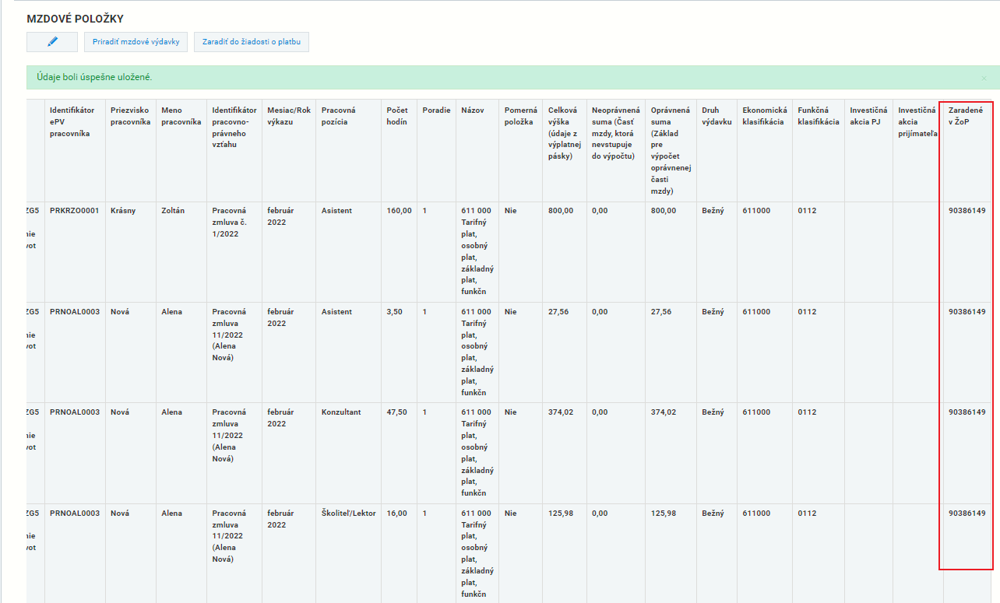 MZDOVÉ POLOŽKY
Priradiť mzdové výdavky Zaradiť do žiadosti o platbu
Údaje boli úspešne uložené. ×
Identifikátor ePV pracovníka
Priezvisko pracovníka
Meno pracovníka
Identifikátor pracovno-právneho vzťahu
Mesiac/Rok výkazu
Pracovná pozícia
Počet hodín
Poradie
Názov
Pomerná položka
Celková výška (údaje z výplatnej pásky)
Neoprávnená suma (Časť mzdy, ktorá nevstupuje do výpočtu)
Oprávnená suma (Základ pre výpočet oprávnenej časti mzdy)
Druh výdavku
Ekonomická klasifikácia
Funkčná klasifikácia
Investičná akcia PJ
Investičná akcia prijímateľa
Zaradené v ŽoP
ZG5 nie vot PRKRZO0001 Krásny Zoltán Pracovná zmluva č. 1/2022 február 2022 Asistent 160,00 1 611 000 Tarifný plat, osobný plat, základný plat, funkčn Nie 800,00 0,00 800,00 Bežný 611000 0112 90386149
ZG5 nie vot PRNOAL0003 Nová Alena Pracovná zmluva 11/2022 (Alena Nová) február 2022 Asistent 3,50 1 611 000 Tarifný plat, osobný plat, základný plat, funkčn Nie 27,56 0,00 27,56 Bežný 611000 0112 90386149
ZG5 nie vot PRNOAL0003 Nová Alena Pracovná zmluva 11/2022 (Alena Nová) február 2022 Konzultant 47,50 1 611 000 Tarifný plat, osobný plat, základný plat, funkčn Nie 374,02 0,00 374,02 Bežný 611000 0112 90386149
ZG5 nie vot PRNOAL0003 Nová Alena Pracovná zmluva 11/2022 (Alena Nová) február 2022 Školiteľ/Lektor 16,00 1 611 000 Tarifný plat, osobný plat, základný plat, funkčn Nie 125,98 0,00 125,98 Bežný 611000 0112 90386149